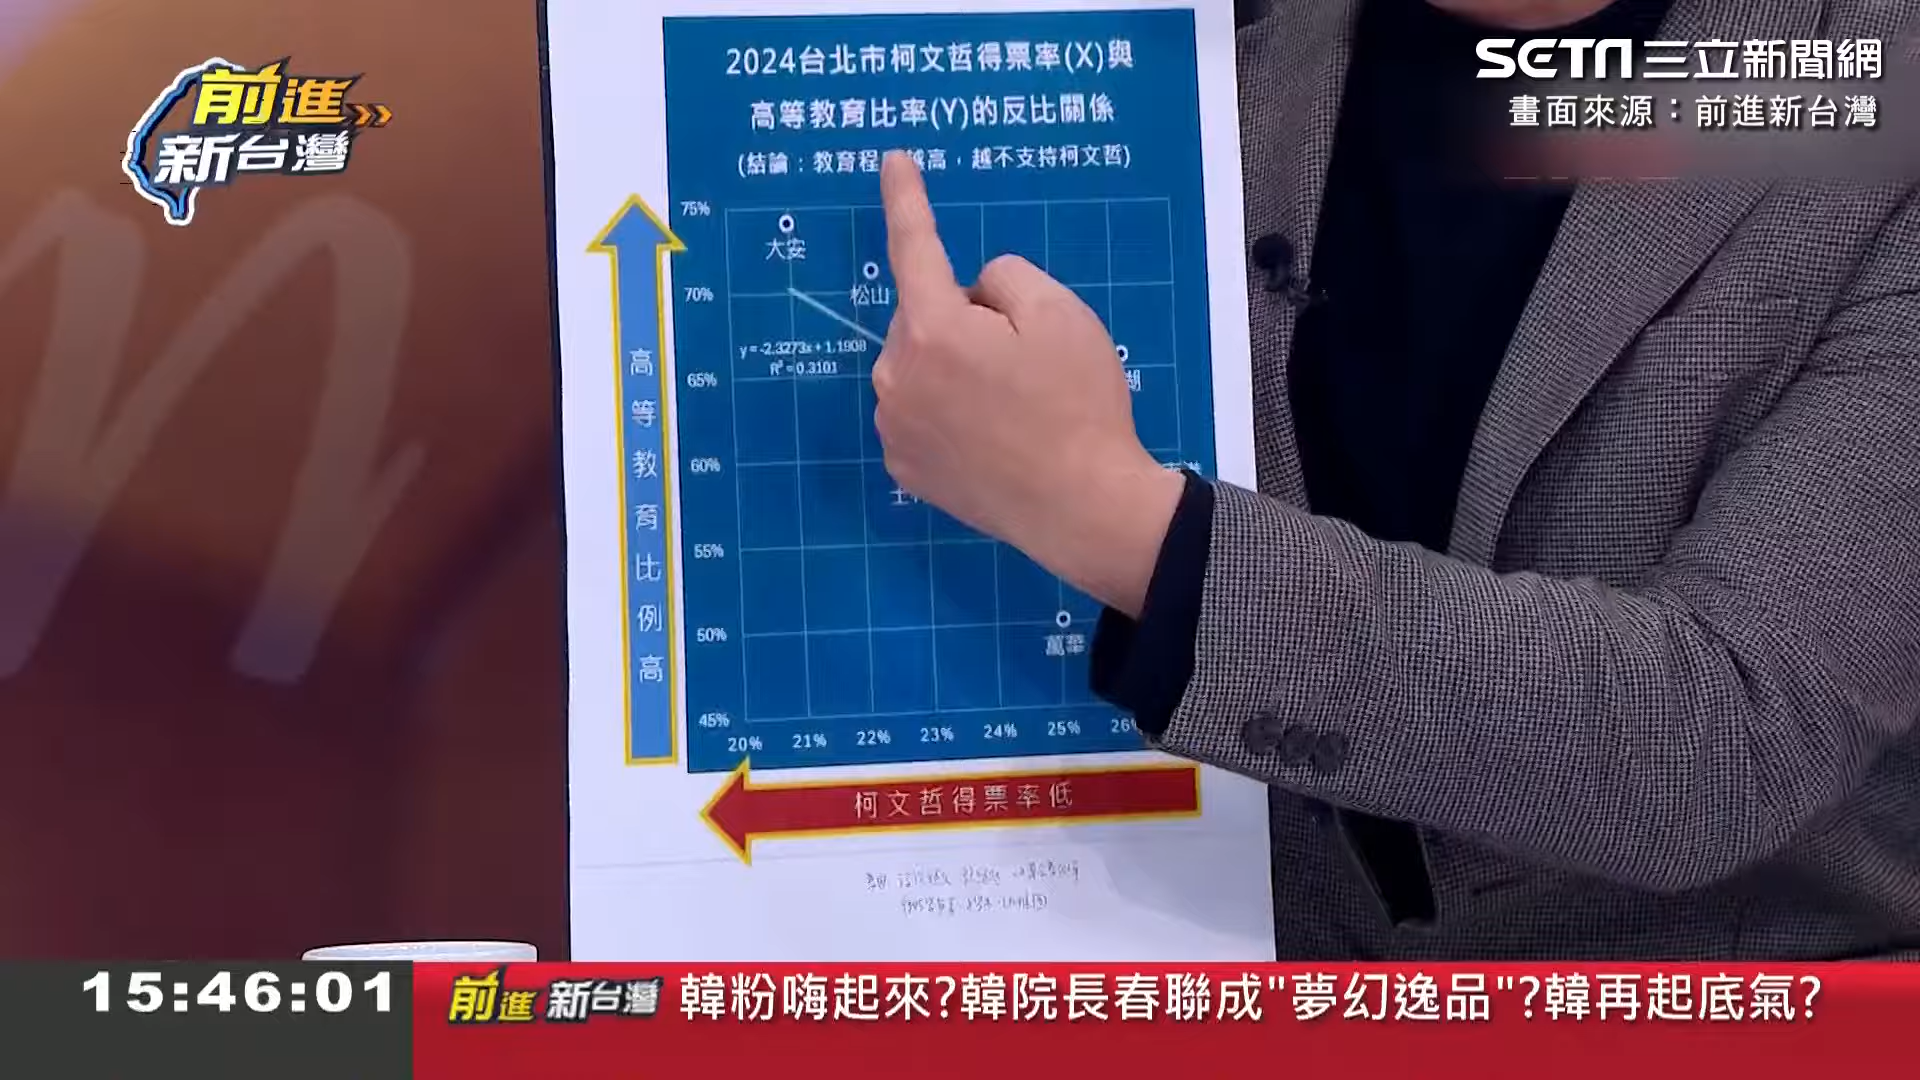 前進
新台灣
SETN三立新聞網
畫面來源：前進新台灣
2024台北市柯文哲得票率(X)與
高等教育比率(Y)的反比關係
(結論：教育程越高，越不支持柯文哲)
75%
大安
70%
松山
y = -2.3273x + 1.1908
R² = 0.3101
65%
湖
60%
55%
50%
萬華
45%
20% 21% 22% 23% 24% 25% 26%
高等教育比例高
柯文哲得票率低
15:46:01
前進新台灣
韓粉嗨起來?韓院長春聯成"夢幻逸品"?韓再起底氣?